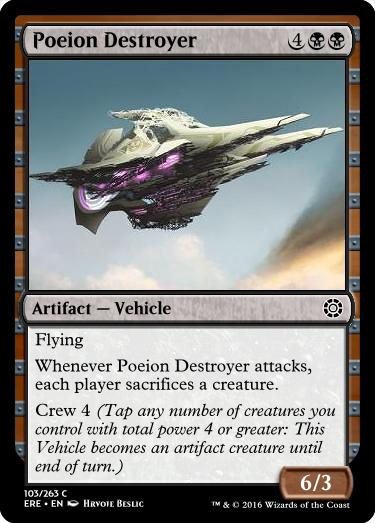 Poeion Destroyer 4
Artifact — Vehicle
Flying
Whenever Poeion Destroyer attacks,
each player sacrifices a creature.
Crew 4 (Tap any number of creatures you
control with total power 4 or greater: This
Vehicle becomes an artifact creature until
end of turn.)
6/3
103/263 C
ERE • EN Hrvoje Beslic
™ & © 2016 Wizards of the Coast